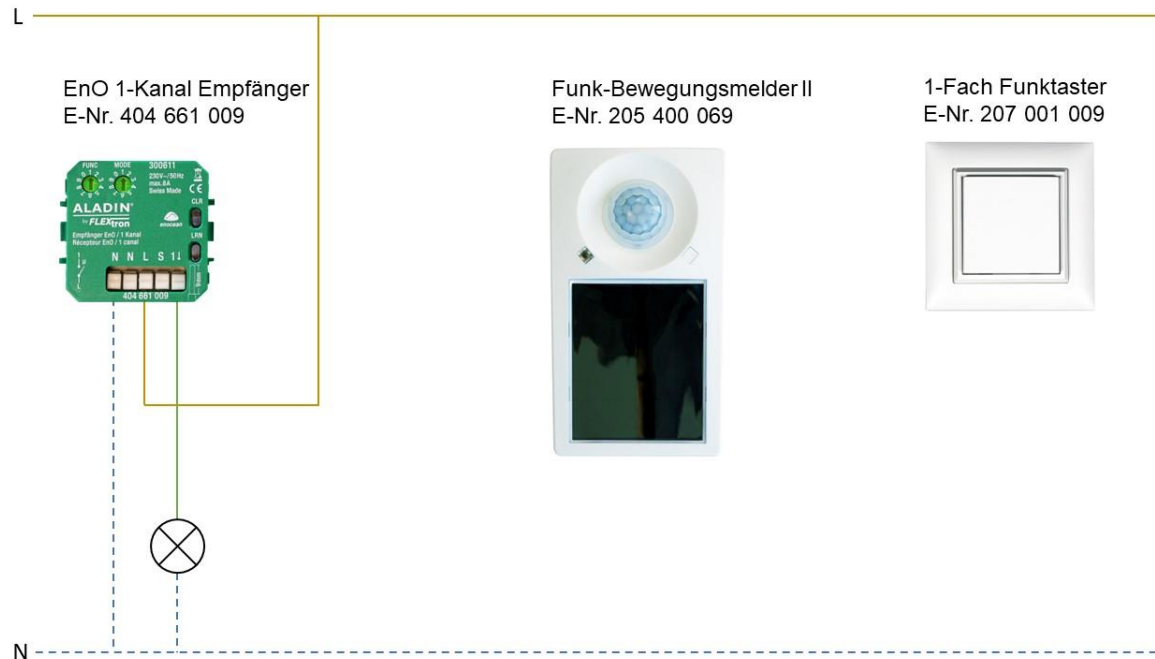 L
EnO 1-Kanal Empfänger
E-Nr. 404 661 009
Funk-Bewegungsmelder II
E-Nr. 205 400 069
1-Fach Funktaster
E-Nr. 207 001 009
FUNC MODE 300611
230V~/50Hz
max. 8A
Swiss Made
CE
CLR
ALADIN®
by FLEXtron
enocean
Empfänger EnO / 1 Kanal
Récepteur EnO / 1 canal
LRN
N N L S 1↓
404 661 009
N